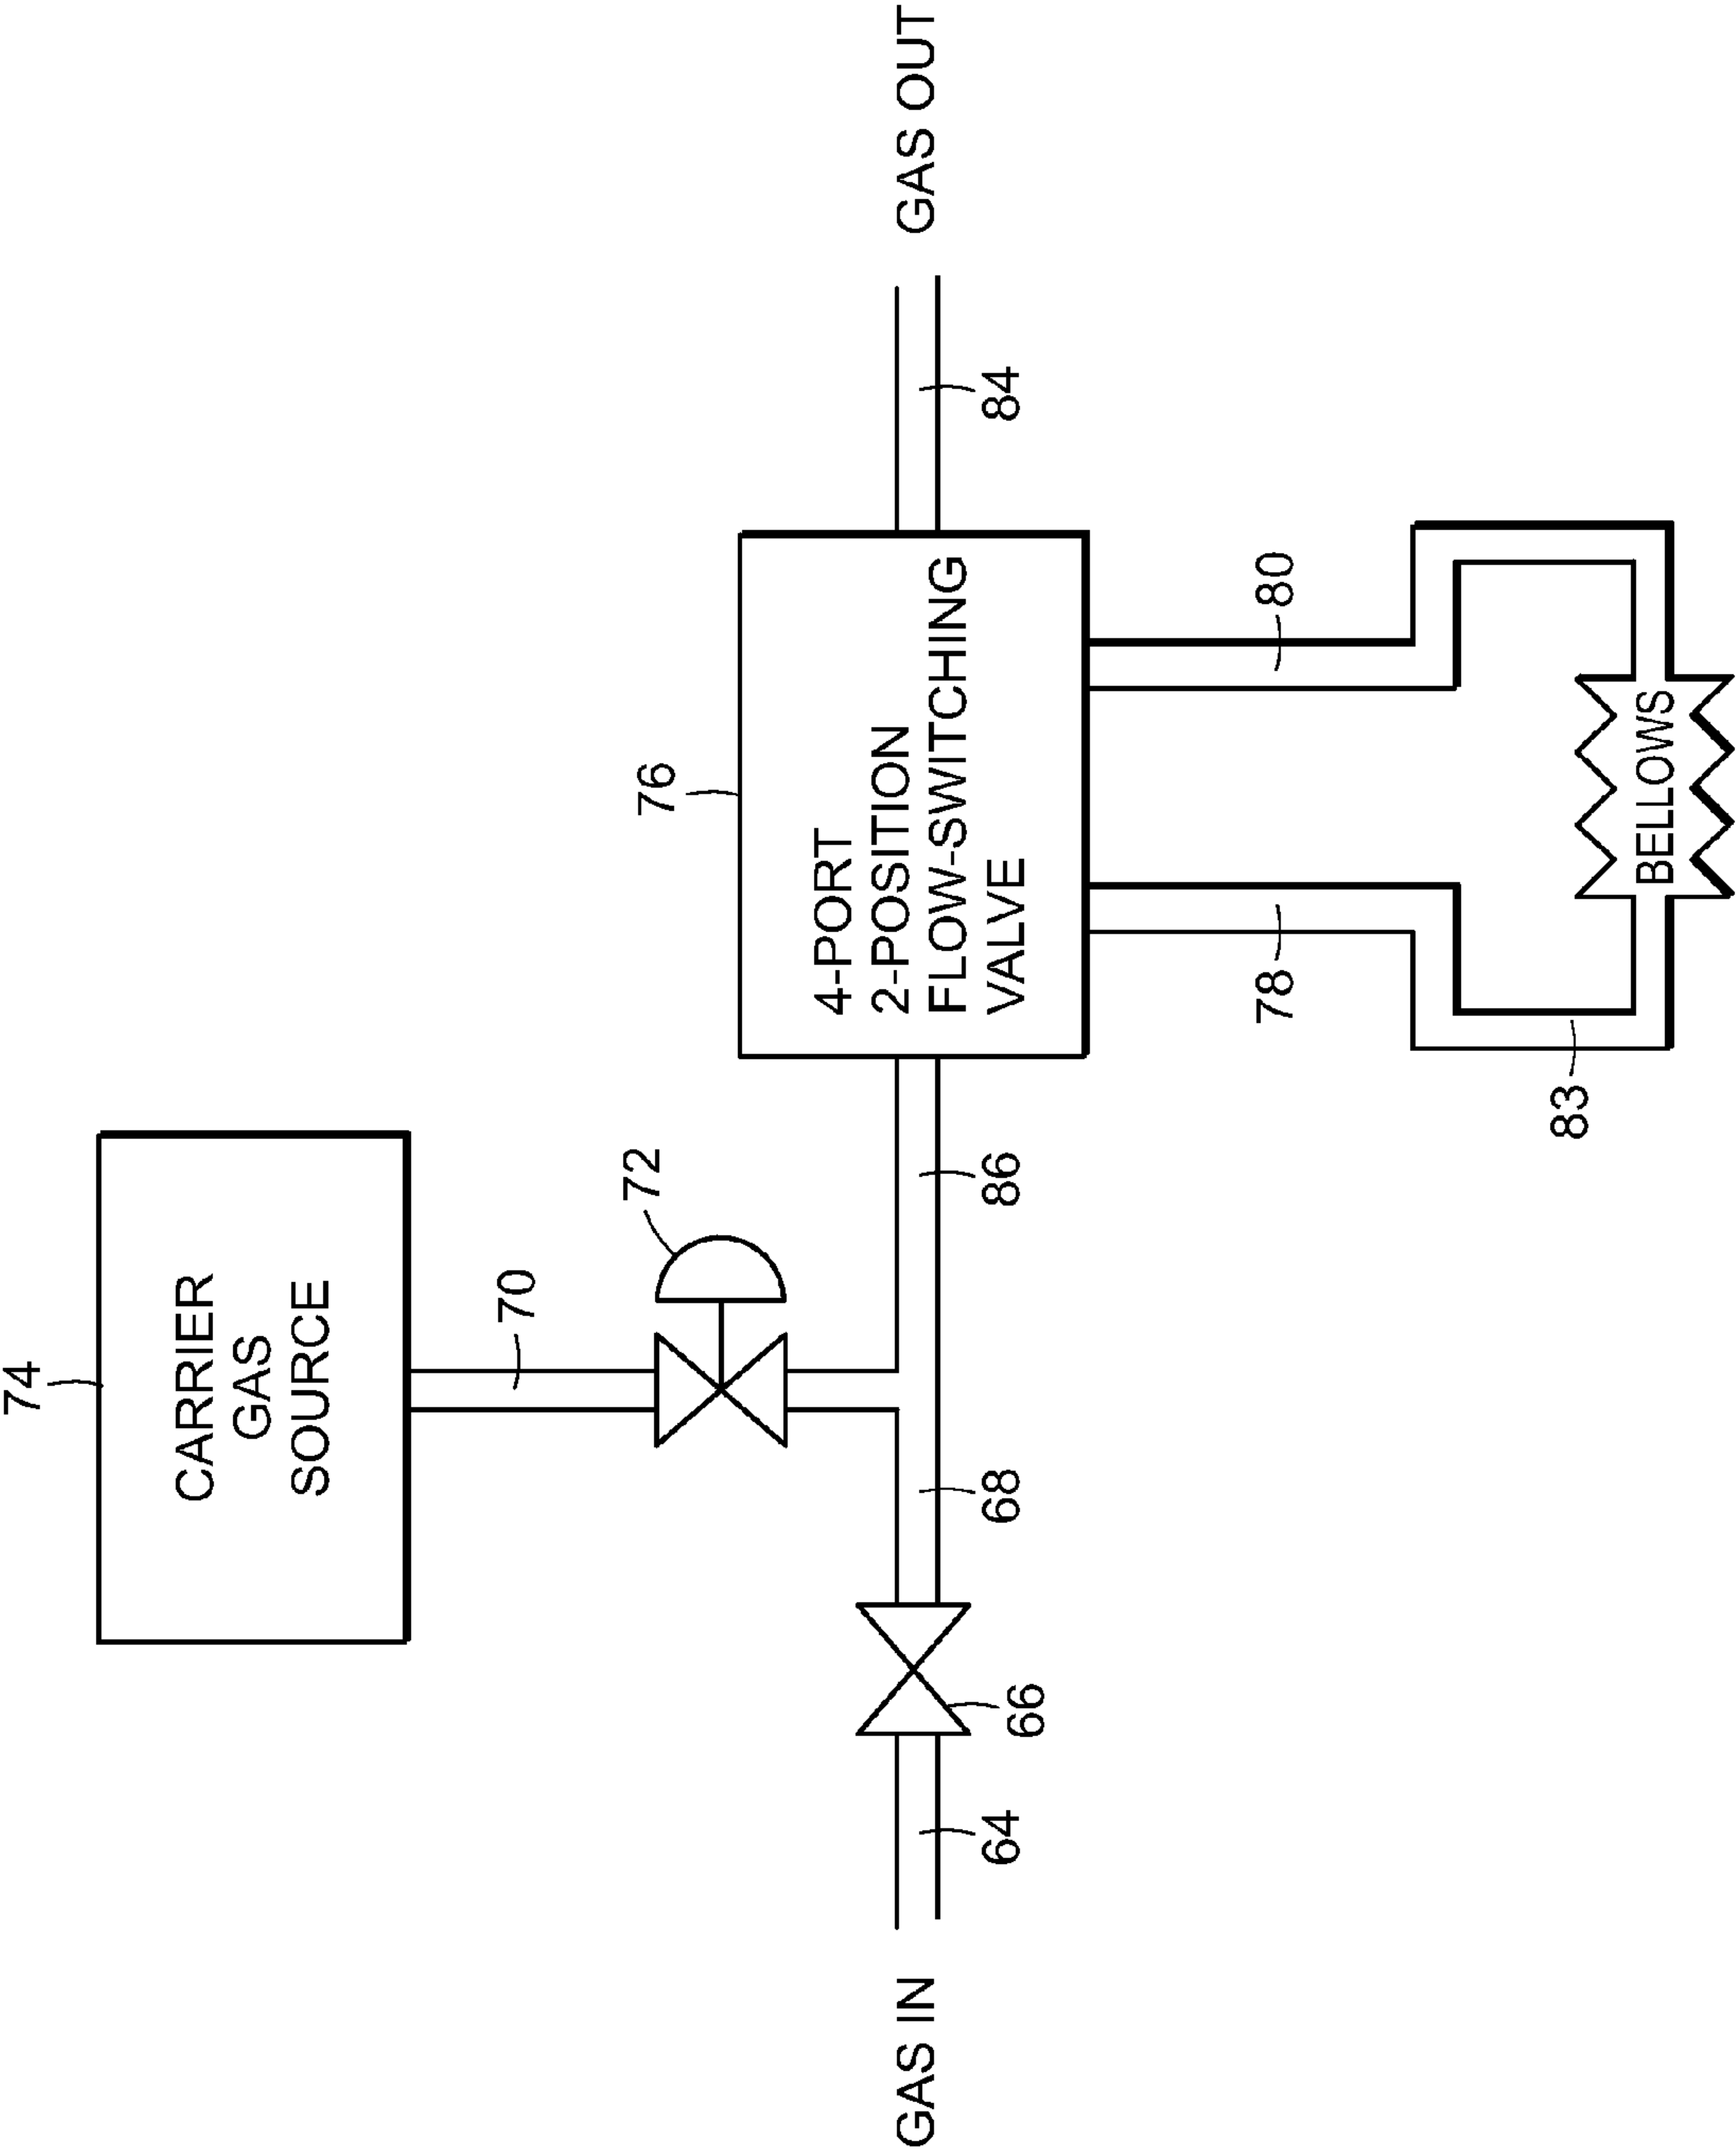 74
CARRIER
GAS
SOURCE
70
72
76
4-PORT
2-POSITION
FLOW-SWITCHING
VALVE
GAS IN
64
66
68
86
84
GAS OUT
78
80
83
BELLOWS